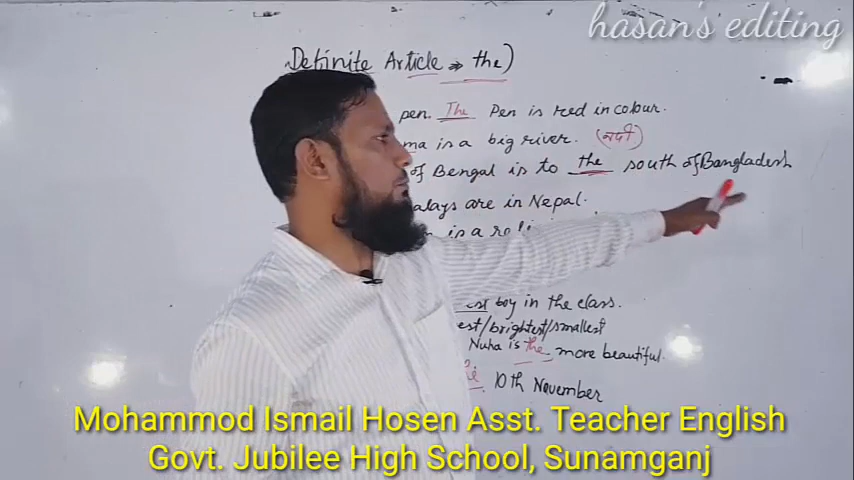 hasan's editing
Definite Article → the)
pen. The Pen is red in colour.
ma is a big river. (নদী)
of Bengal is to the south of Bangladesh
alays are in Nepal.
is a
est boy in the class.
est/brightest/smallest
Nuha is the more beautiful.
10th November
Mohammod Ismail Hosen Asst. Teacher English
Govt. Jubilee High School, Sunamganj